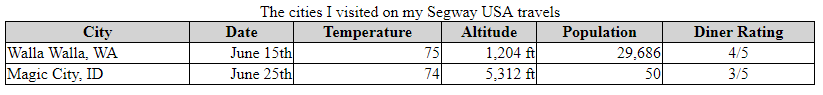 The cities I visited on my Segway USA travels
City Date Temperature Altitude Population Diner Rating
Walla Walla, WA June 15th 75 1,204 ft 29,686 4/5
Magic City, ID June 25th 74 5,312 ft 50 3/5